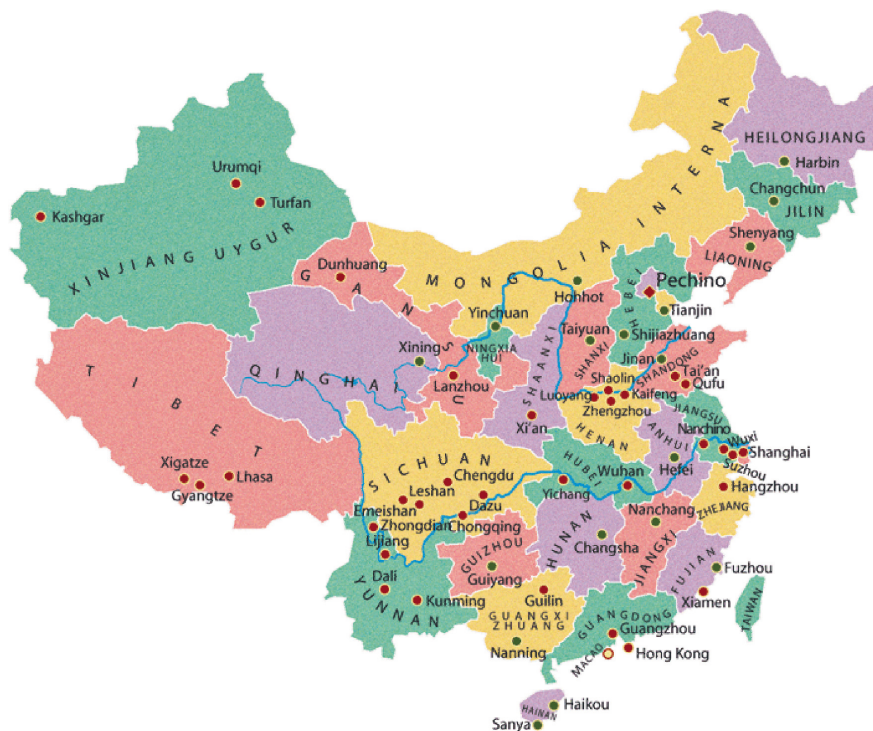 HEILONGJIANG
Harbin
Urumqi
Changchun
Turfan
JILIN
Kashgar
Shenyang
XINJIANG UYGUR
MONGOLIA INTERNA
LIAONING
GANSU
Dunhuang
HEBEI
Pechino
Hohhot
Tianjin
Yinchuan
Taiyuan
Shijiazhuang
NINGXIA
HUI
SHANXI
Xining
Jinan
SHANDONG
Tai'an
Qufu
QINGHAI
Lanzhou
SHAANXI
Shaolin
Luoyang
Kaifeng
Zhengzhou
TIBET
Xi'an
HENAN
JIANGSU
ANHUI
Nanchino
Wuxi
Shanghai
Suzhou
Hefei
SICHUAN
HUBEI
Wuhan
Chengdu
Xigatze
Lhasa
Gyangtze
Leshan
Yichang
Hangzhou
Emeishan
Dazu
ZHEJIANG
Zhongdian
Chongqing
Nanchang
Lijiang
HUNAN
Changsha
JIANGXI
GUIZHOU
Guiyang
FUJIAN
Fuzhou
Dali
YUNNAN
Kunming
Guilin
Xiamen
GUANGXI
ZHUANG
GUANGDONG
Guangzhou
TAIWAN
Nanning
MACAO
Hong Kong
HAINAN
Haikou
Sanya